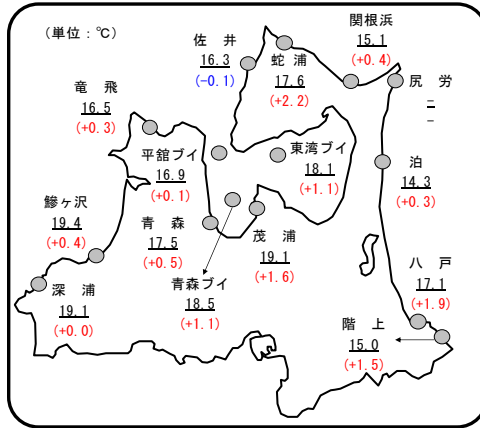 (単位：℃)
佐井
16.3
(-0.1)
蛇浦
17.6
(+2.2)
関根浜
15.1
(+0.4)
尻労
-
-
竜飛
16.5
(+0.3)
平舘ブイ
16.9
(+0.1)
東湾ブイ
18.1
(+1.1)
泊
14.3
(+0.3)
鰺ヶ沢
19.4
(+0.4)
青森
17.5
(+0.5)
茂浦
19.1
(+1.6)
青森ブイ
18.5
(+1.1)
八戸
17.1
(+1.9)
深浦
19.1
(+0.0)
階上
15.0
(+1.5)